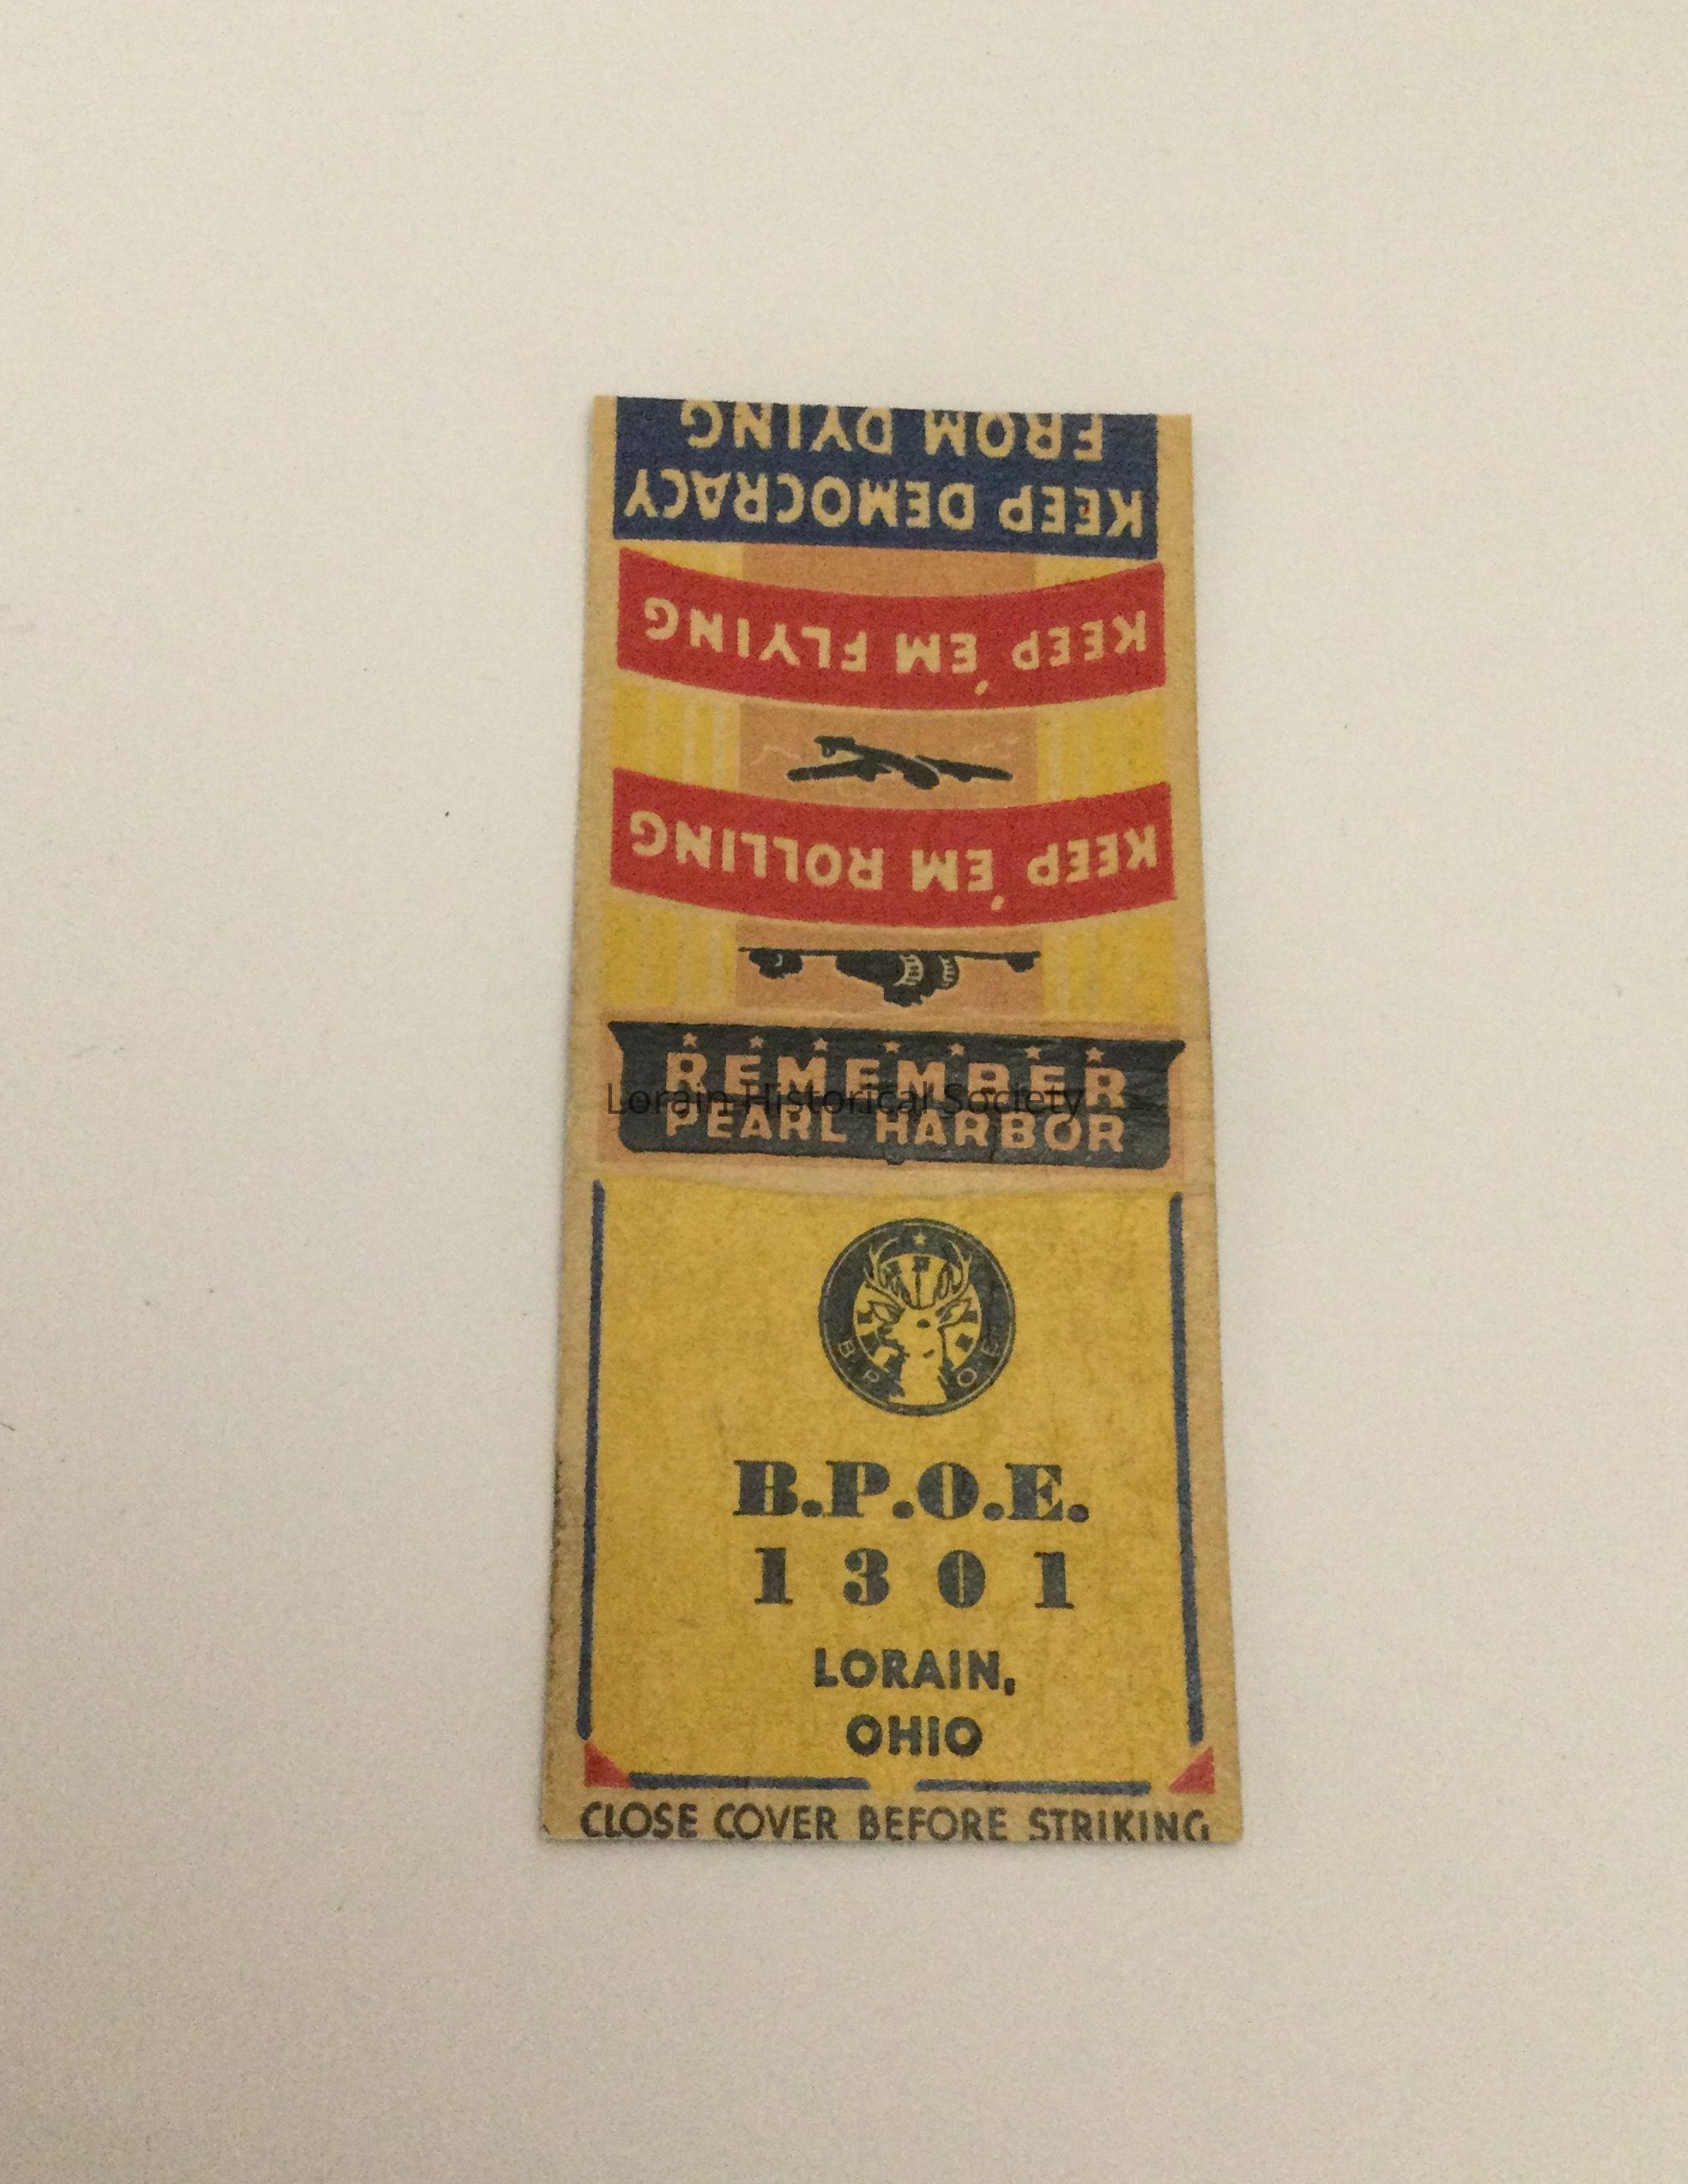 KEEP DEMOCRACY
FROM DYING
KEEP 'EM FLYING
KEEP 'EM ROLLING
REMEMBER
PEARL HARBOR
Lorain Historical Society
B P O E
B.P.O.E.
1301
LORAIN,
OHIO
CLOSE COVER BEFORE STRIKING